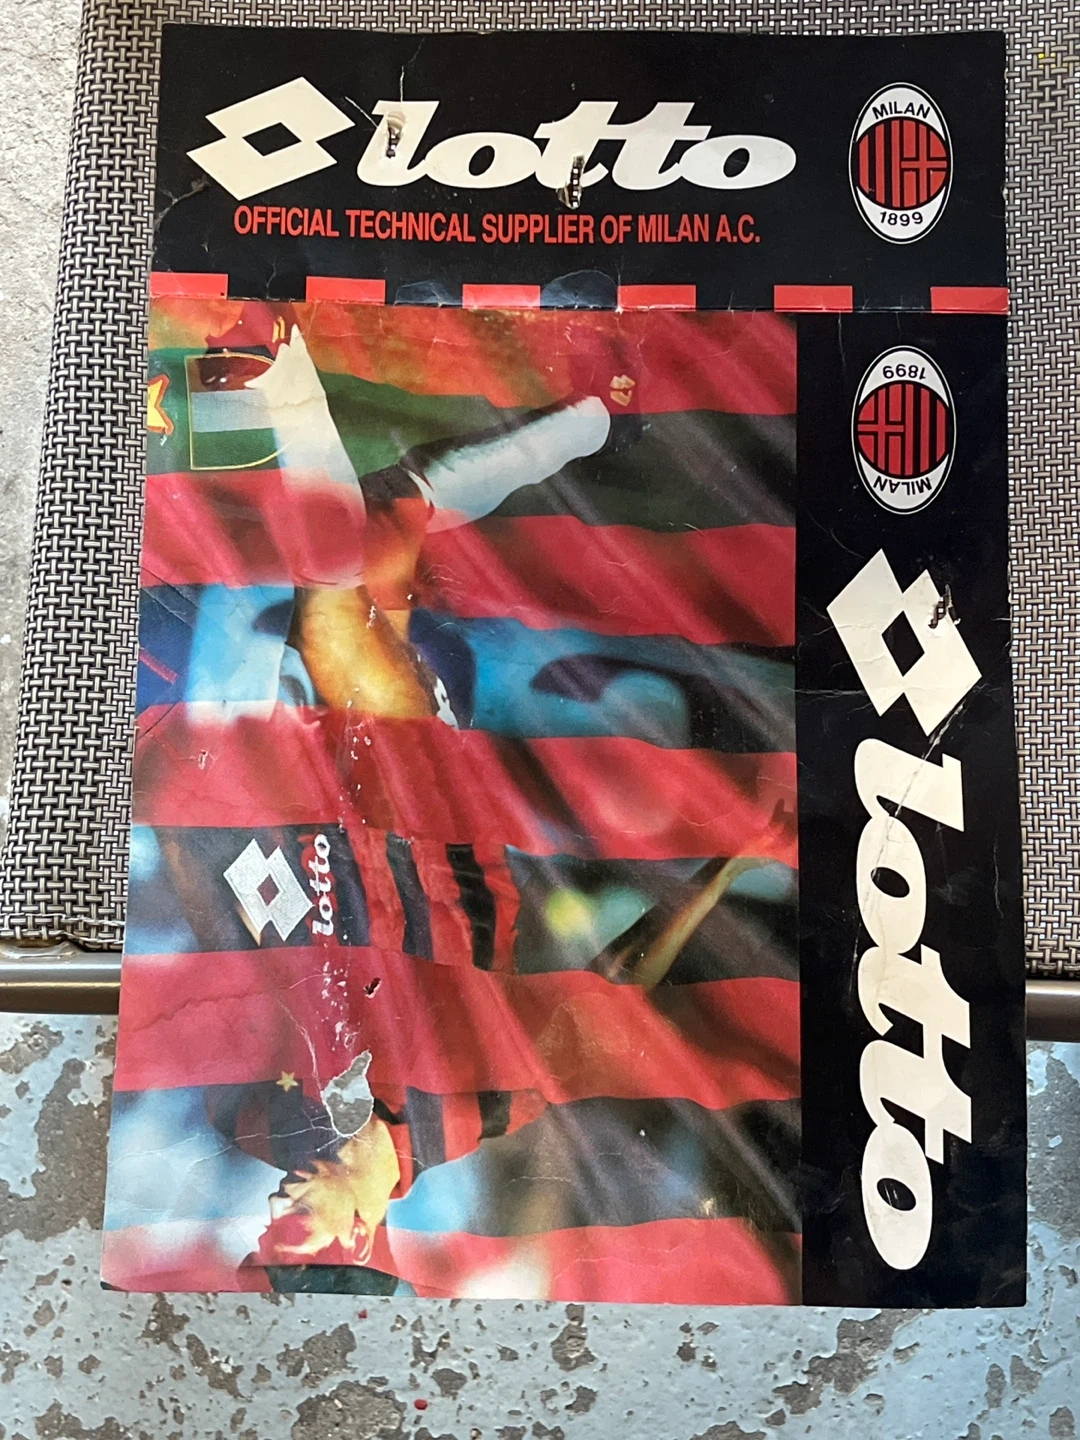 lotto
MILAN
1899
OFFICIAL TECHNICAL SUPPLIER OF MILAN A.C.
1899
MILAN
lotto
lotto